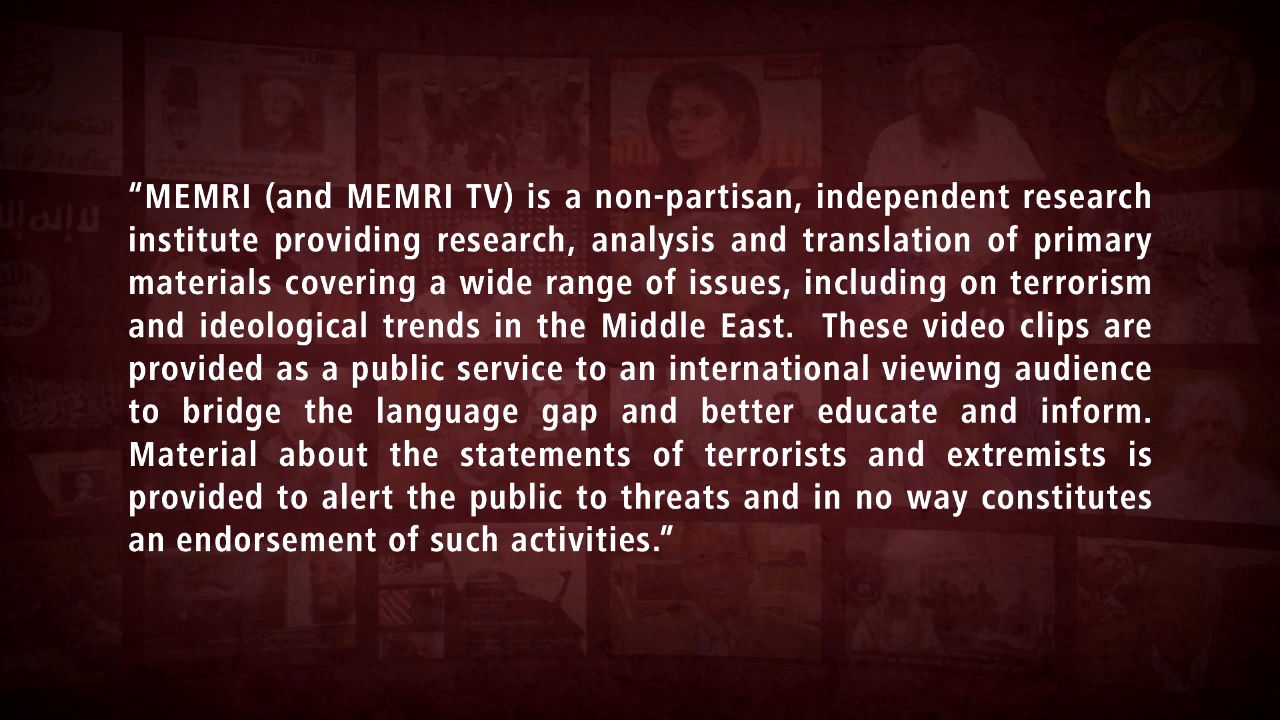 “MEMRI (and MEMRI TV) is a non-partisan, independent research
institute providing research, analysis and translation of primary
materials covering a wide range of issues, including on terrorism
and ideological trends in the Middle East.  These video clips are
provided as a public service to an international viewing audience
to bridge the language gap and better educate and inform.
Material about the statements of terrorists and extremists is
provided to alert the public to threats and in no way constitutes
an endorsement of such activities.”